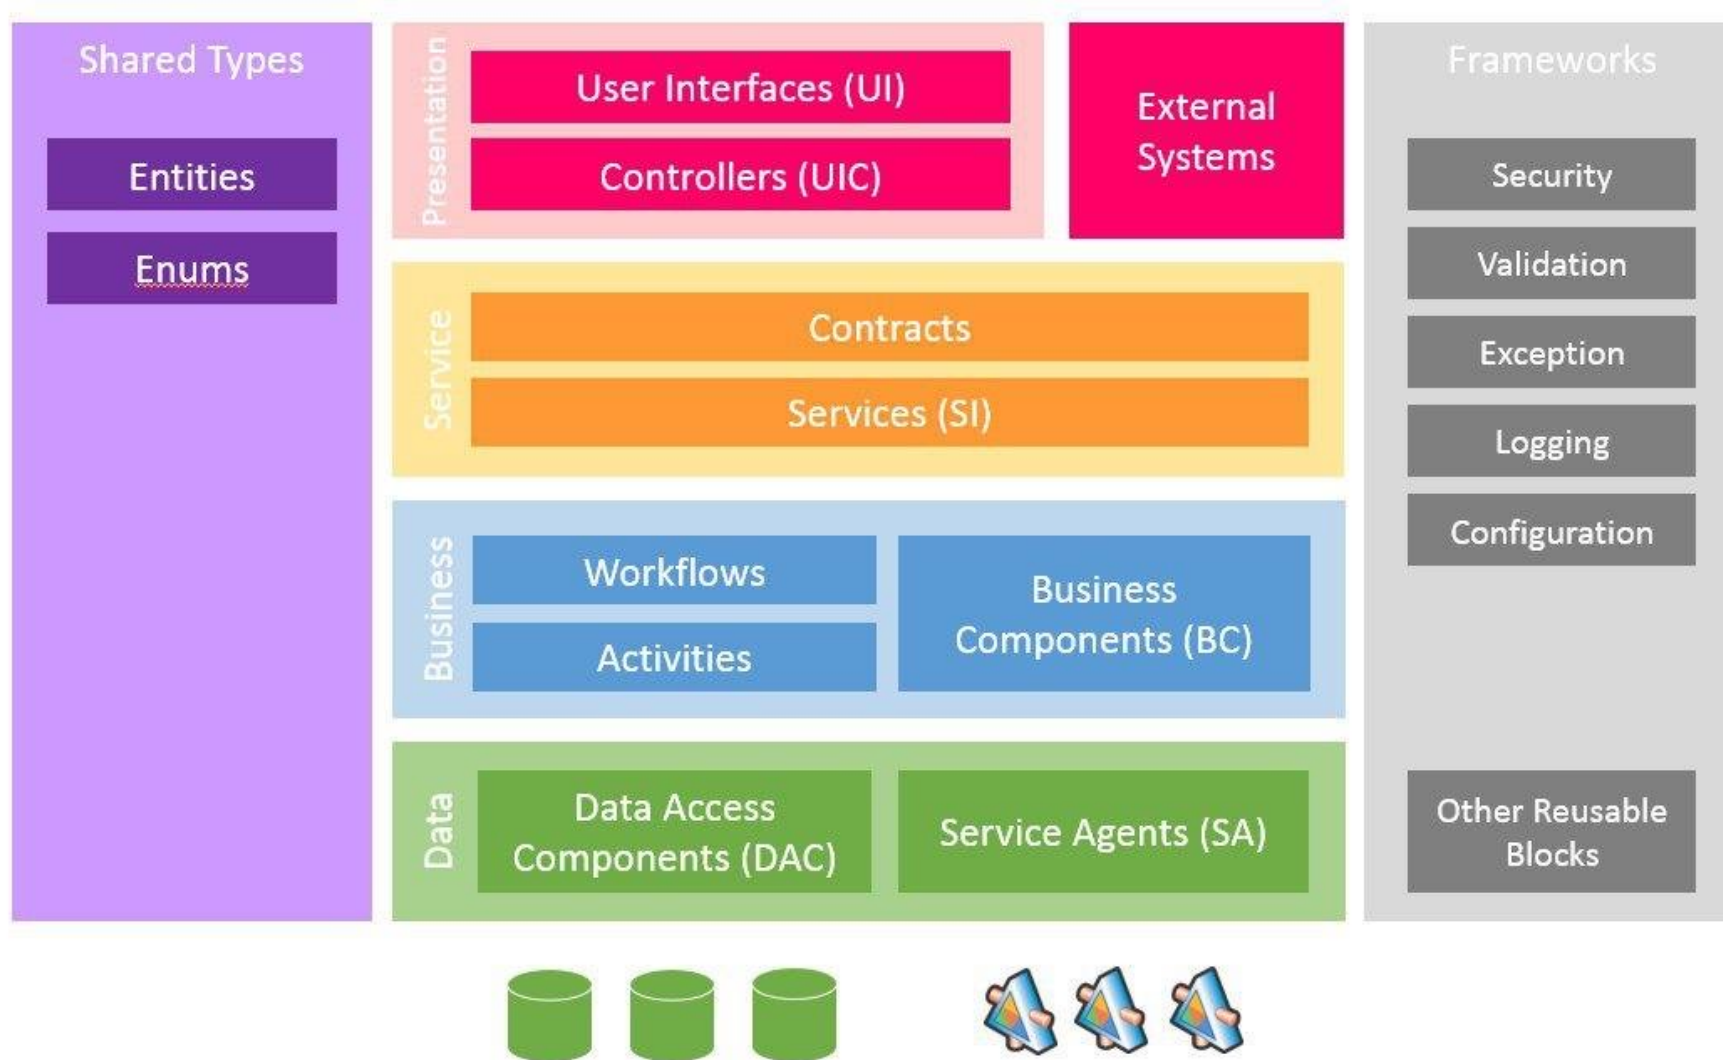 Shared Types
Entities
Enums
Presentation
User Interfaces (UI)
Controllers (UIC)
External
Systems
Service
Contracts
Services (SI)
Business
Workflows
Activities
Business
Components (BC)
Data
Data Access
Components (DAC)
Service Agents (SA)
Frameworks
Security
Validation
Exception
Logging
Configuration
Other Reusable
Blocks